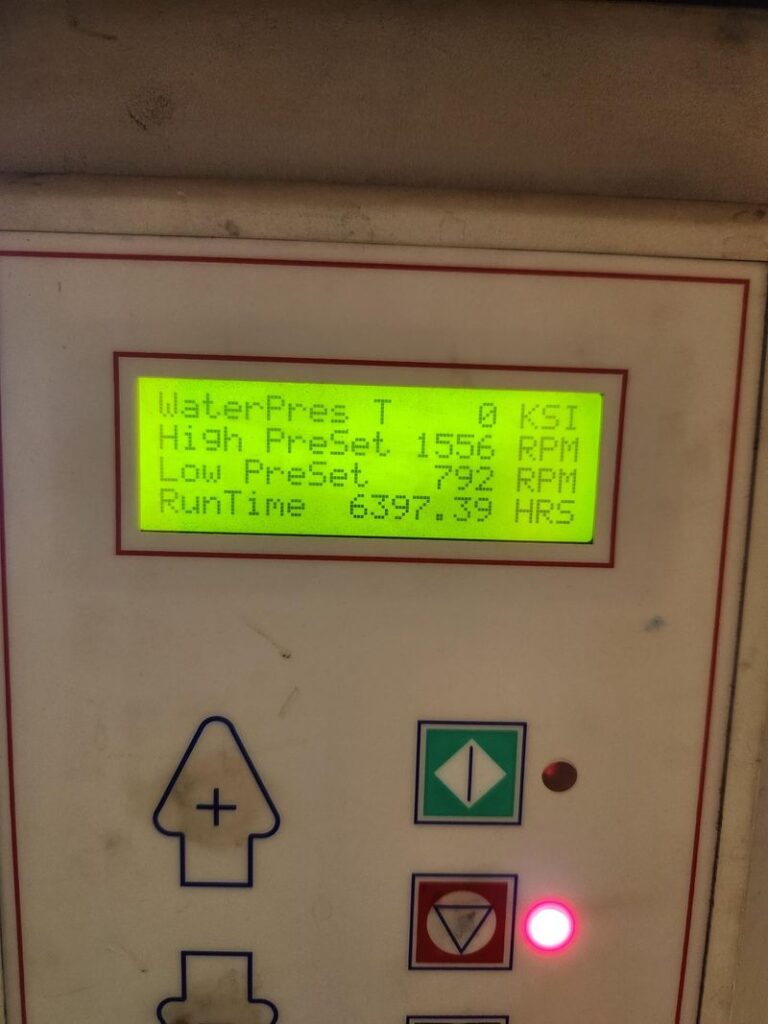 WaterPres T 0 KSI
High PreSet 1556 RPM
Low PreSet 792 RPM
RunTime 6397.39 HRS